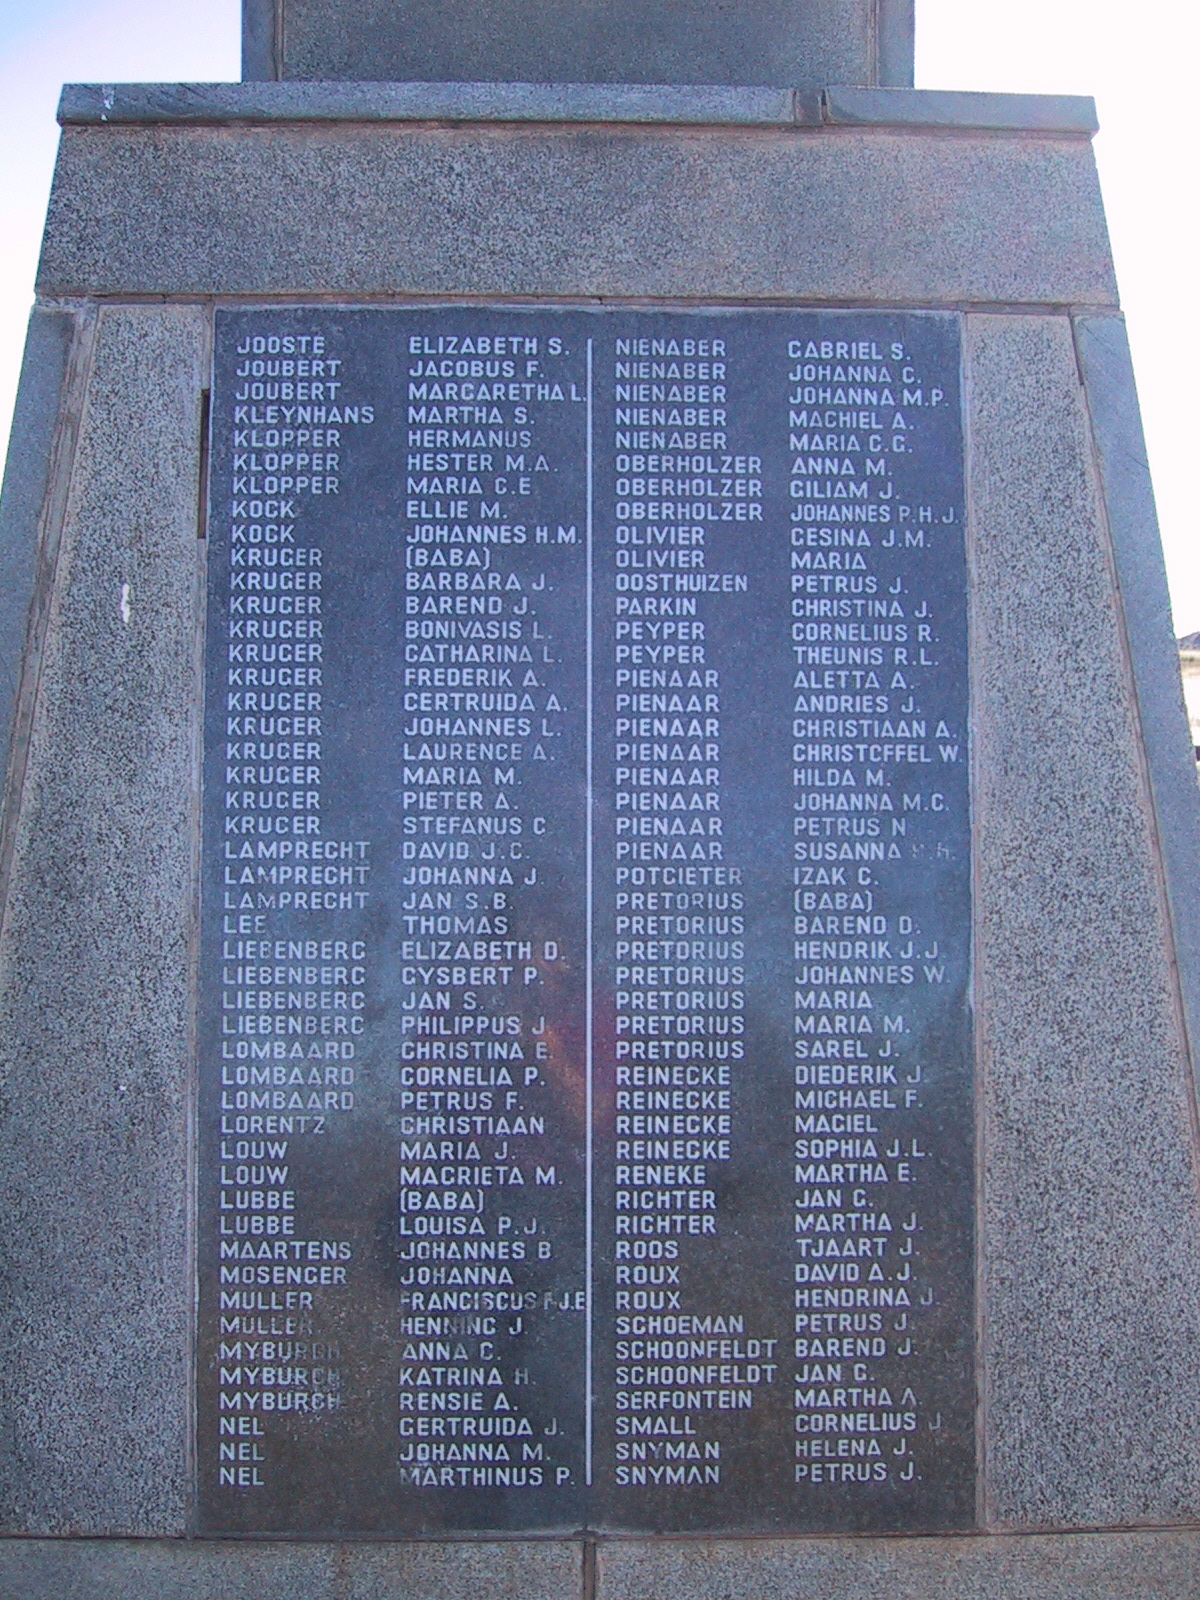 JOOSTE ELIZABETH S.
JOUBERT JACOBUS F.
JOUBERT MARGARETHA L.
KLEYNHANS MARTHA S.
KLOPPER HERMANUS
KLOPPER HESTER M.A.
KLOPPER MARIA C.E
KOCK ELLIE M.
KOCK JOHANNES H.M.
KRUGER (BABA)
KRUGER BARBARA J.
KRUGER BAREND J.
KRUGER BONIVASIS L.
KRUGER CATHARINA L.
KRUGER FREDERIK A.
KRUGER GERTRUIDA A.
KRUGER JOHANNES L.
KRUGER LAURENCE A.
KRUGER MARIA M.
KRUGER PIETER A.
KRUGER STEFANUS C
LAMPRECHT DAVID J.C.
LAMPRECHT JOHANNA J.
LAMPRECHT JAN S.B.
LEE THOMAS
LIEBENBERG ELIZABETH D.
LIEBENBERG GYSBERT P.
LIEBENBERG JAN S.
LIEBENBERG PHILIPPUS J.
LOMBAARD CHRISTINA E.
LOMBAARD CORNELIA P.
LOMBAARD PETRUS F.
LORENTZ CHRISTIAAN
LOUW MARIA J.
LOUW MAGRIETA M.
LUBBE (BABA)
LUBBE LOUISA P.J.
MAARTENS JOHANNES B.
MOSENGER JOHANNA
MULLER FRANCISCUS F.J.E
MULLER HENNING J
MYBURGH ANNA C.
MYBURGH KATRINA H.
MYBURGH RENSIE A.
NEL GERTRUIDA J.
NEL JOHANNA M.
NEL MARTHINUS P.
NIENABER GABRIEL S.
NIENABER JOHANNA C.
NIENABER JOHANNA M.P.
NIENABER MACHIEL A.
NIENABER MARIA C.G.
OBERHOLZER ANNA M.
OBERHOLZER GILIAM J.
OBERHOLZER JOHANNES P.H.J.
OLIVIER GESINA J.M.
OLIVIER MARIA
OOSTHUIZEN PETRUS J.
PARKIN CHRISTINA J.
PEYPER CORNELIUS R.
PEYPER THEUNIS R.L.
PIENAAR ALETTA A.
PIENAAR ANDRIES J.
PIENAAR CHRISTIAAN A.
PIENAAR CHRISTOFFEL W.
PIENAAR HILDA M.
PIENAAR JOHANNA M.C.
PIENAAR PETRUS N
PIENAAR SUSANNA
POTGIETER IZAK C.
PRETORIUS (BABA)
PRETORIUS BAREND D.
PRETORIUS HENDRIK J.J.
PRETORIUS JOHANNES W.
PRETORIUS MARIA
PRETORIUS MARIA M.
PRETORIUS SAREL J.
REINECKE DIEDERIK J.
REINECKE MICHAEL F.
REINECKE MAGIEL
REINECKE SOPHIA J.L.
RENEKE MARTHA E.
RICHTER JAN G.
RICHTER MARTHA J.
ROOS TJAART J.
ROUX DAVID A.J.
ROUX HENDRINA J.
SCHOEMAN PETRUS J.
SCHOONFELDT BAREND J.
SCHOONFELDT JAN G.
SERFONTEIN MARTHA A
SMALL CORNELIUS J
SNYMAN HELENA J.
SNYMAN PETRUS J.